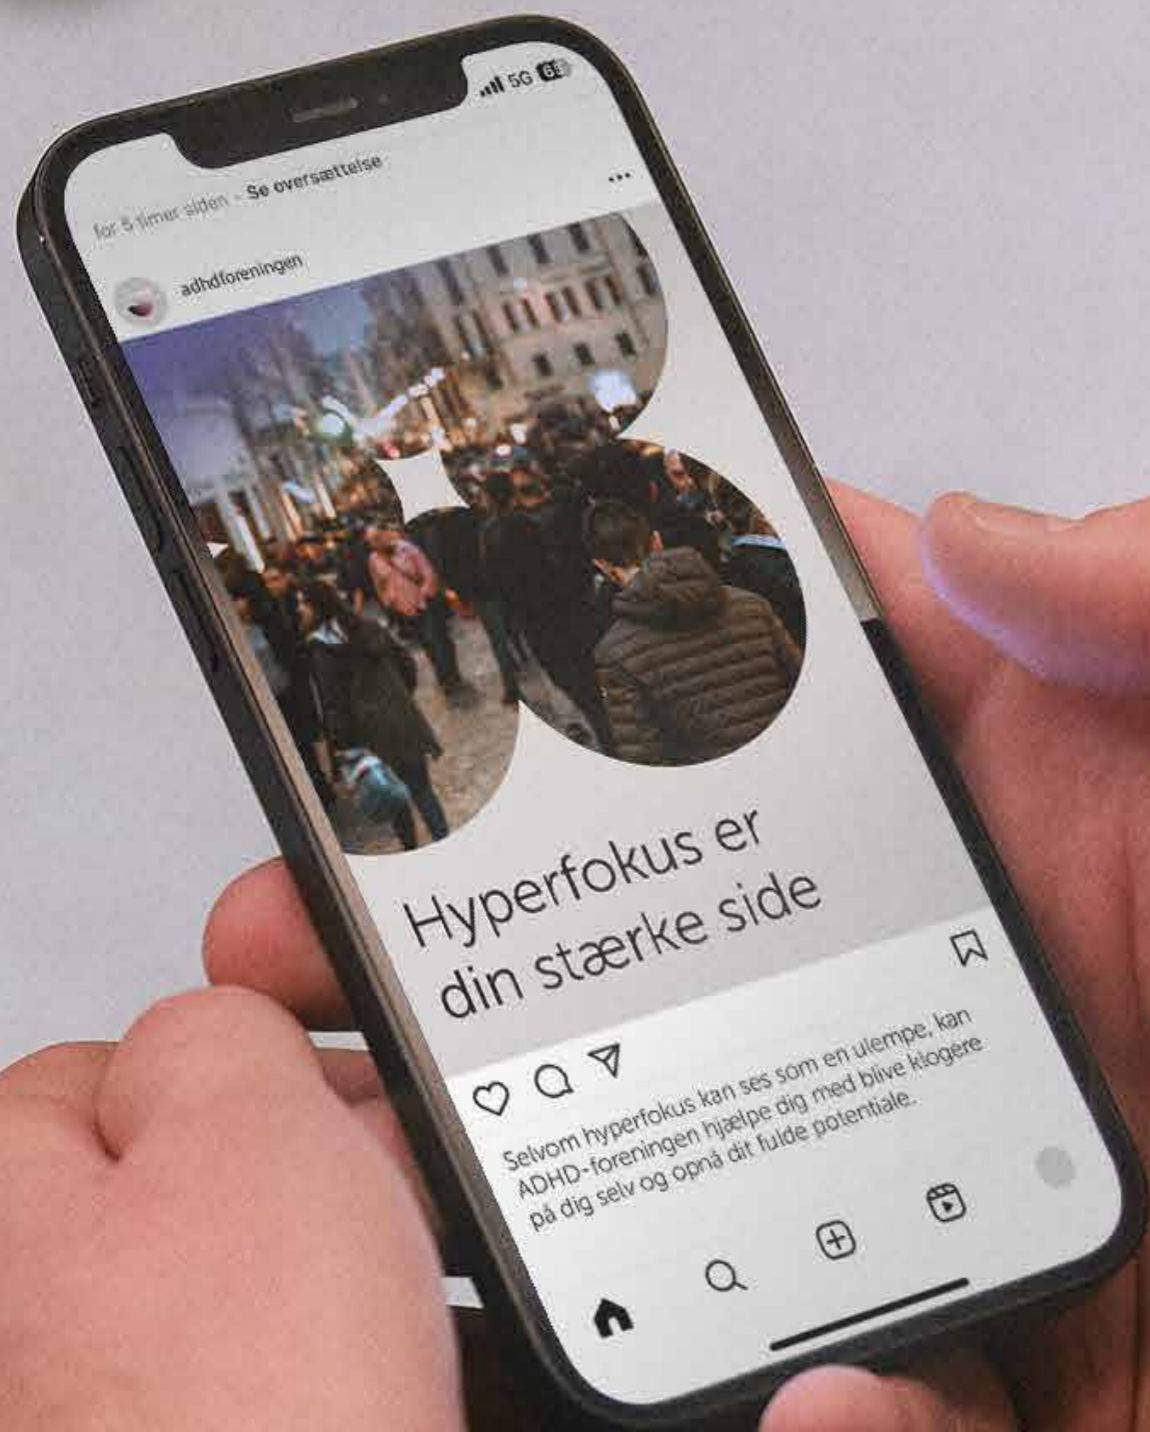 5G
for 5 timer siden - Se oversættelse
adhdforeningen
Hyperfokus er
din stærke side
Selvom hyperfokus kan ses som en ulempe, kan
ADHD-foreningen hjælpe dig med blive klogere
på dig selv og opnå dit fulde potentiale.